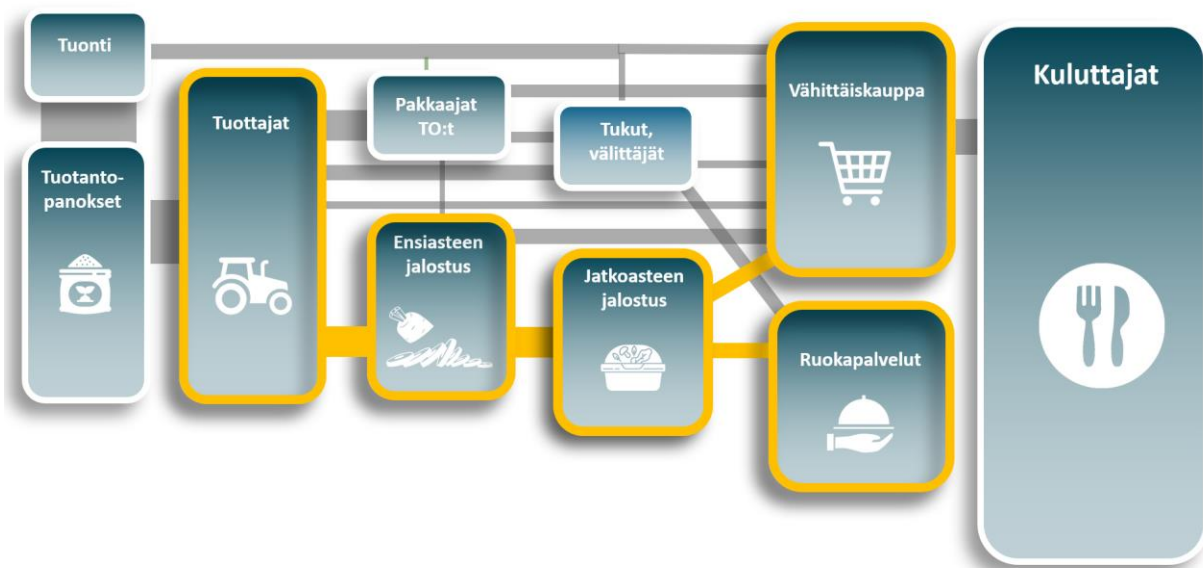 Tuonti
Tuotanto-
panokset
Tuottajat
Pakkaajat
TO:t
Ensiasteen
jalostus
Tukut,
välittäjät
Jatkoasteen
jalostus
Vähittäiskauppa
Ruokapalvelut
Kuluttajat